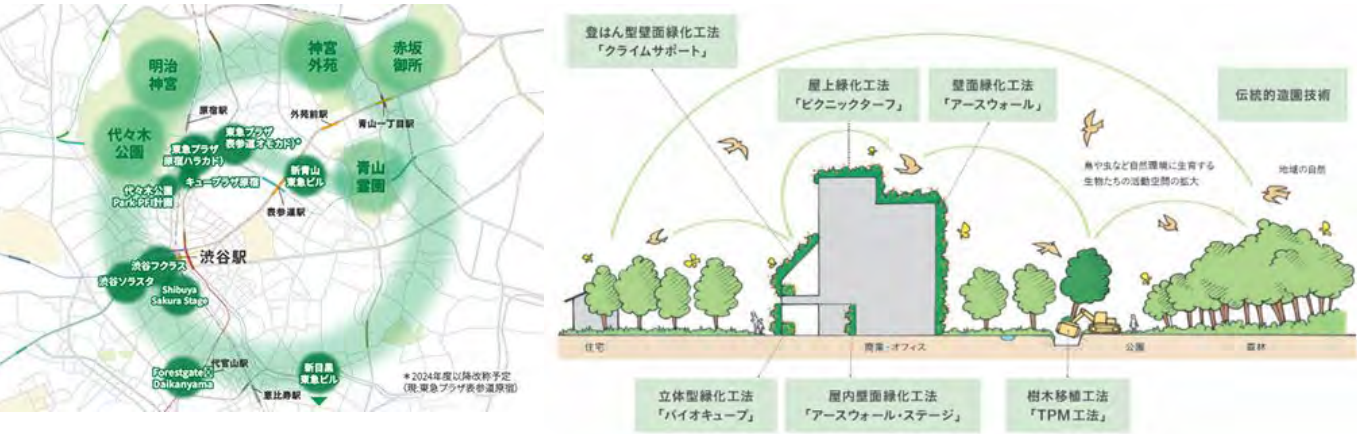 明治
神宮
神宮
外苑
赤坂
御所
原宿駅
外苑前駅
青山一丁目駅
代々木
公園
東急プラザ
表参道オモカド)*
東急プラザ
原宿ハラカド)
キュープラザ原宿
新青山
東急ビル
青山
霊園
代々木公園
Park-PFI計画
表参道駅
渋谷駅
渋谷フクラス
渋谷ソラスタ
Shibuya
Sakura Stage
代官山駅
Forestgate
Daikanyama
恵比寿駅
新目黒
東急ビル
*2024年度以降改称予定
(現:東急プラザ表参道原宿)
登はん型壁面緑化工法
「クライムサポート」
屋上緑化工法
「ピクニックターフ」
壁面緑化工法
「アースウォール」
伝統的造園技術
鳥や虫など自然環境に生育する
生物たちの活動空間の拡大
地域の自然
住宅
商業・オフィス
公園
森林
立体型緑化工法
「バイオキューブ」
屋内壁面緑化工法
「アースウォール・ステージ」
樹木移植工法
「TPM工法」